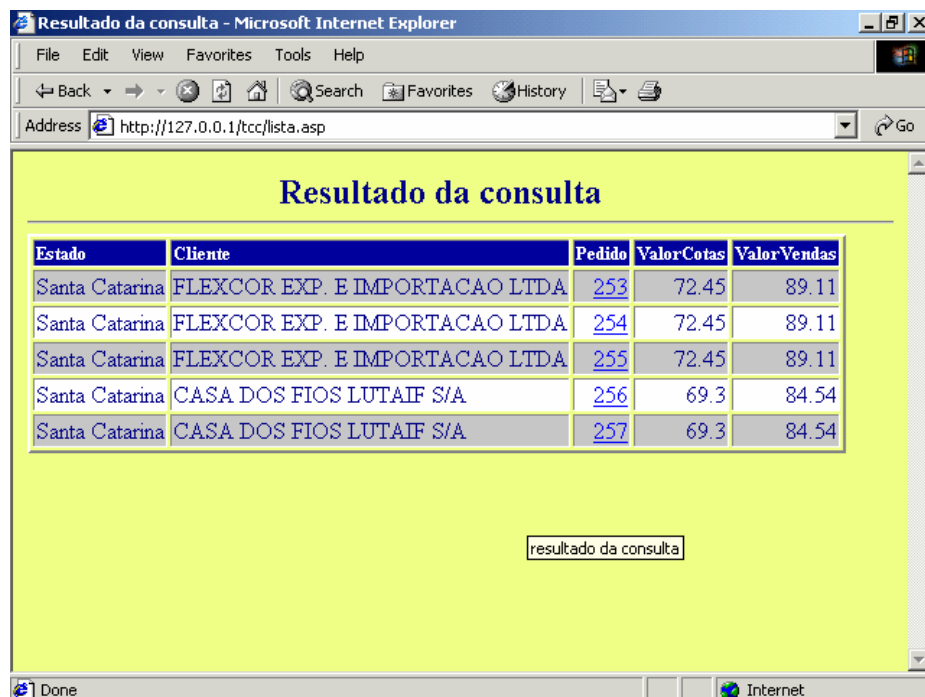 Resultado da consulta - Microsoft Internet Explorer
File Edit View Favorites Tools Help
Back Search Favorites History
Address http://127.0.0.1/tcc/lista.asp Go
Resultado da consulta
Estado Cliente Pedido ValorCotas ValorVendas
Santa Catarina FLEXCOR EXP. E IMPORTACAO LTDA 253 72.45 89.11
Santa Catarina FLEXCOR EXP. E IMPORTACAO LTDA 254 72.45 89.11
Santa Catarina FLEXCOR EXP. E IMPORTACAO LTDA 255 72.45 89.11
Santa Catarina CASA DOS FIOS LUTAIF S/A 256 69.3 84.54
Santa Catarina CASA DOS FIOS LUTAIF S/A 257 69.3 84.54
resultado da consulta
Done Internet